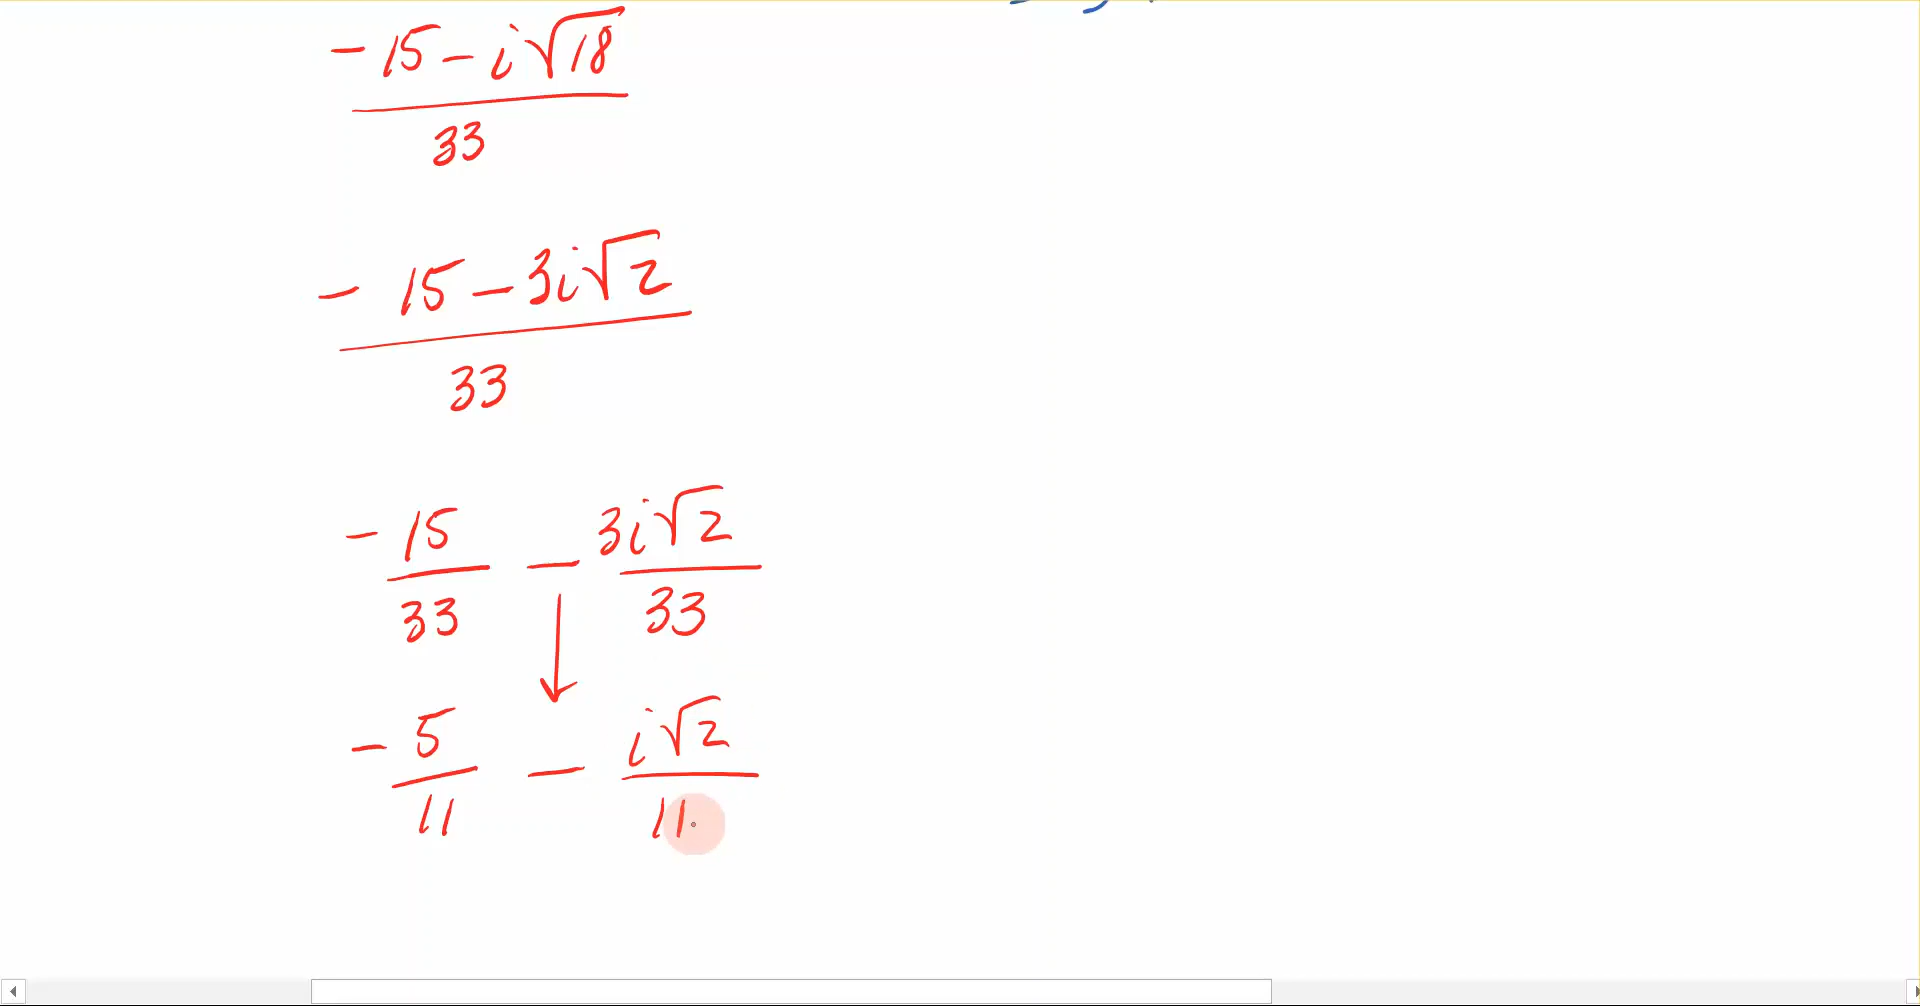 -15-i√18
33
- 15-3i√2
33
- 15 - 3i√2
33 33
- 5 - i√2
11 11